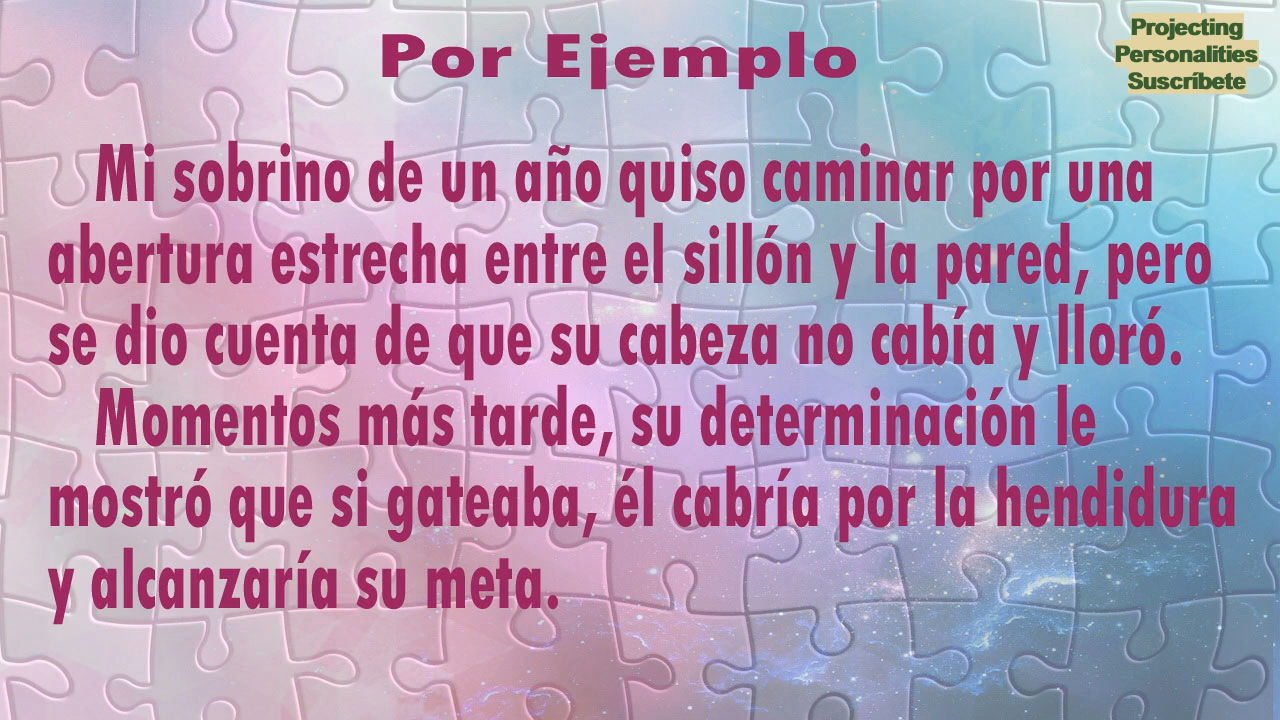 Por Ejemplo
Projecting
Personalities
Suscríbete
Mi sobrino de un año quiso caminar por una
abertura estrecha entre el sillón y la pared, pero
se dio cuenta de que su cabeza no cabía y lloró.
Momentos más tarde, su determinación le
mostró que si gateaba, él cabría por la hendidura
y alcanzaría su meta.